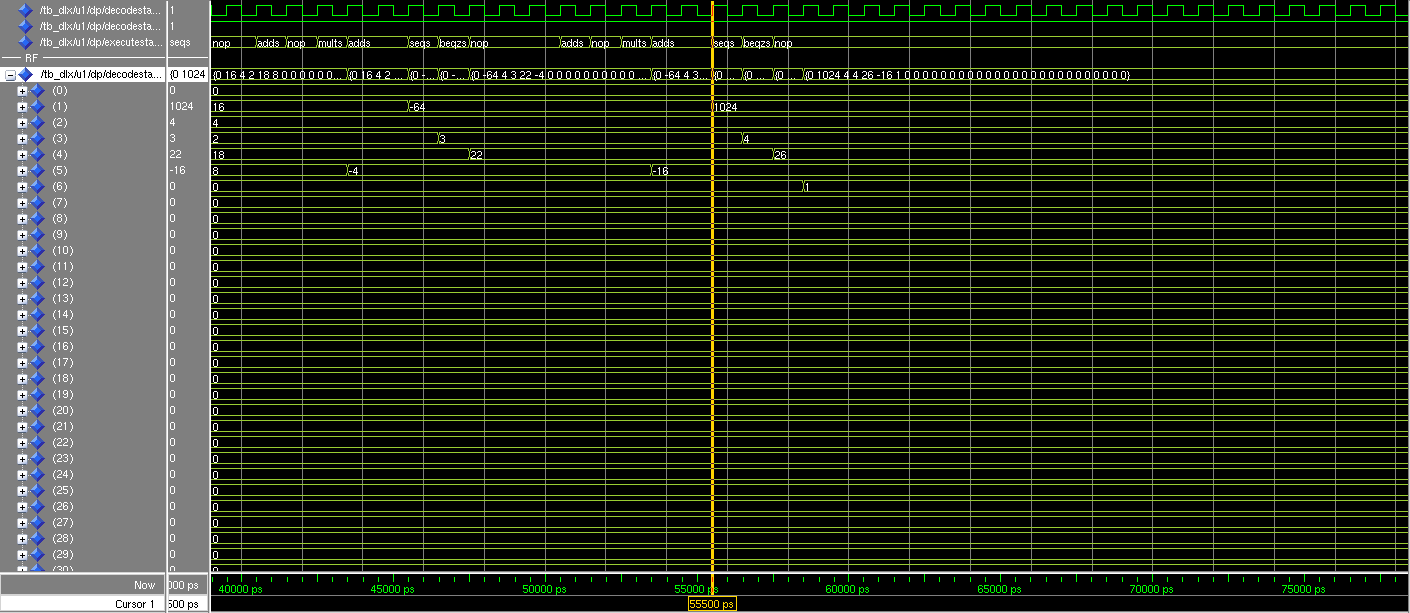 /tb_dlx/u1/dp/decodesta... 1
/tb_dlx/u1/dp/decodesta... 1
/tb_dlx/u1/dp/executesta... seqs nop adds nop mults adds seqs beqzs nop adds nop mults adds seqs beqzs nop
RF
/tb_dlx/u1/dp/decodesta... {0 1024 {0 16 4 2 18 8 0 0 0 0 0 0... {0 16 4 2 ... {0 -... {0 -... {0 -64 4 3 22 -4 0 0 0 0 0 0 0 0 0 ... {0 -64 4 3... {0 ... {0 ... {0 ... {0 1024 4 4 26 -16 1 0 0 0 0 0 0 0 0 0 0 0 0 0 0 0 0 0 0 0 0 0 0 0}
(0) 0 0
(1) 1024 16 -64 1024
(2) 4 4
(3) 3 2 3 4
(4) 22 18 22 26
(5) -16 8 -4 -16
(6) 0 0 1
(7) 0 0
(8) 0 0
(9) 0 0
(10) 0 0
(11) 0 0
(12) 0 0
(13) 0 0
(14) 0 0
(15) 0 0
(16) 0 0
(17) 0 0
(18) 0 0
(19) 0 0
(20) 0 0
(21) 0 0
(22) 0 0
(23) 0 0
(24) 0 0
(25) 0 0
(26) 0 0
(27) 0 0
(28) 0 0
(29) 0 0
(30) 0 0
Now 000 ps 40000 ps 45000 ps 50000 ps 55000 ps 60000 ps 65000 ps 70000 ps 75000 ps
Cursor 1 500 ps 55500 ps